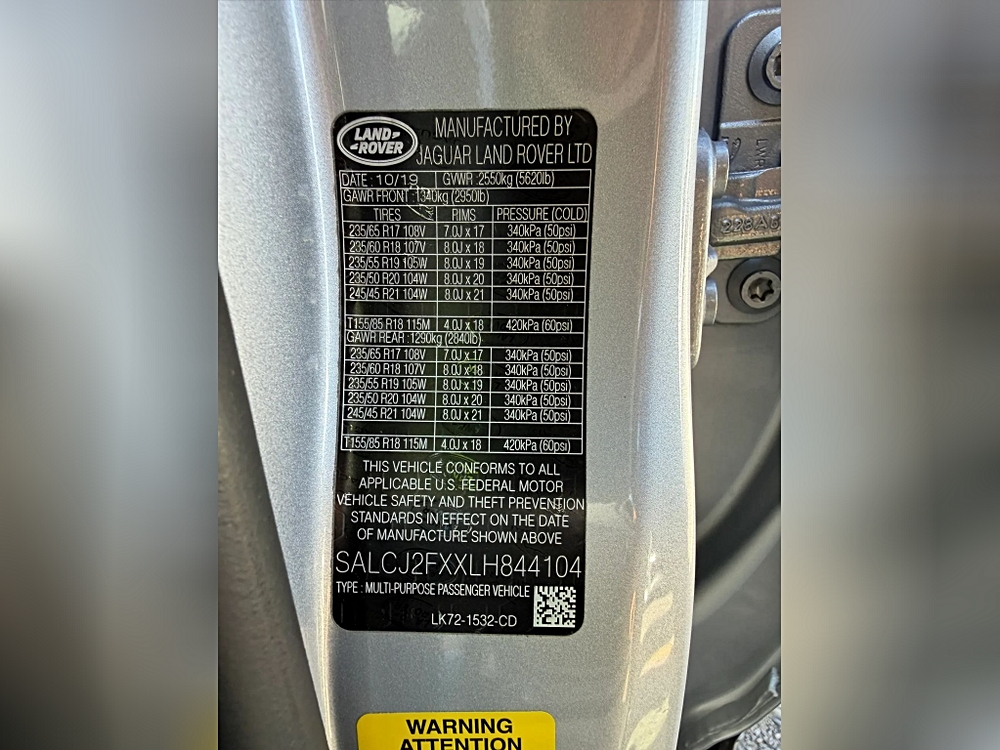 LAND-
-ROVER
MANUFACTURED BY
JAGUAR LAND ROVER LTD
DATE : 10/19 GVWR :2550kg (5620lb)
GAWR FRONT :1340kg (2950lb)
TIRES RIMS PRESSURE (COLD)
235/65 R17 108V 7.0J x 17 340kPa (50psi)
235/60 R18 107V 8.0J x 18 340kPa (50psi)
235/55 R19 105W 8.0J x 19 340kPa (50psi)
235/50 R20 104W 8.0J x 20 340kPa (50psi)
245/45 R21 104W 8.0J x 21 340kPa (50psi)
T155/85 R18 115M 4.0J x 18 420kPa (60psi)
GAWR REAR :1290kg (2840lb)
235/65 R17 108V 7.0J x 17 340kPa (50psi)
235/60 R18 107V 8.0J x 18 340kPa (50psi)
235/55 R19 105W 8.0J x 19 340kPa (50psi)
235/50 R20 104W 8.0J x 20 340kPa (50psi)
245/45 R21 104W 8.0J x 21 340kPa (50psi)
T155/85 R18 115M 4.0J x 18 420kPa (60psi)
THIS VEHICLE CONFORMS TO ALL
APPLICABLE U.S. FEDERAL MOTOR
VEHICLE SAFETY AND THEFT PREVENTION
STANDARDS IN EFFECT ON THE DATE
OF MANUFACTURE SHOWN ABOVE
SALCJ2FXXLH844104
TYPE : MULTI-PURPOSE PASSENGER VEHICLE
LK72-1532-CD
WARNING
ATTENTION